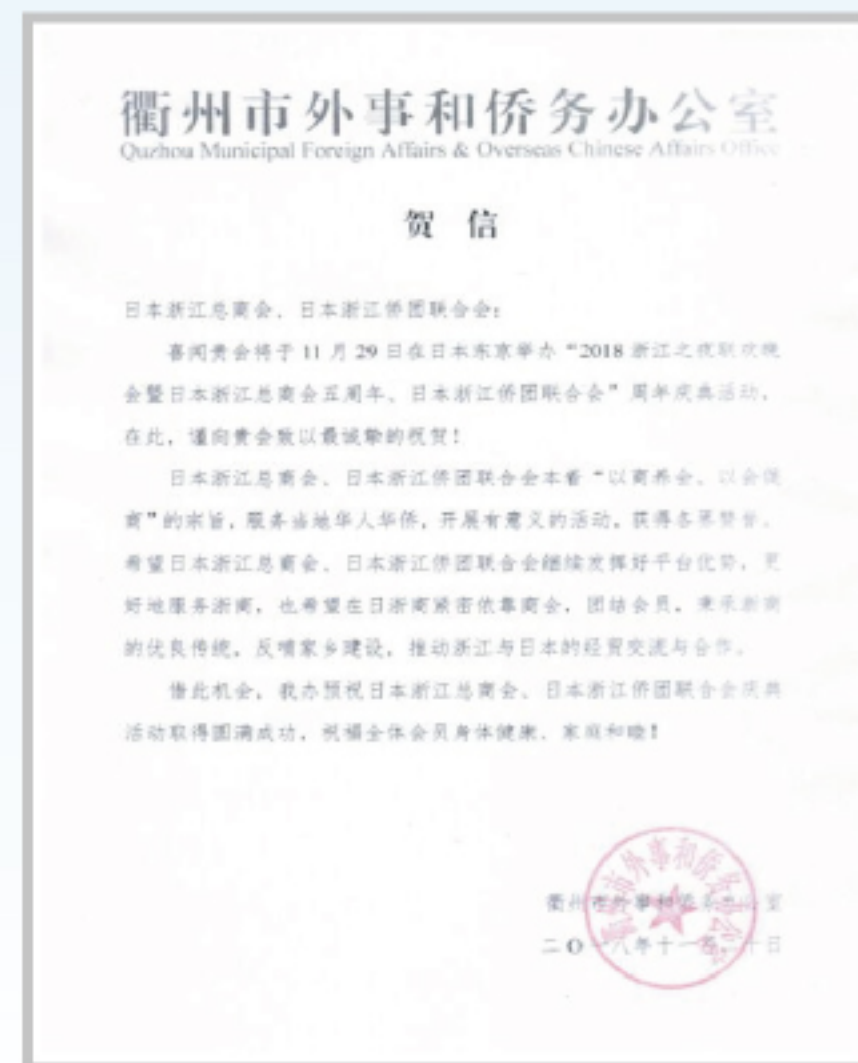 衢州市外事和侨务办公室
Quzhou Municipal Foreign Affairs & Overseas Chinese Affairs Office
贺 信
日本浙江总商会、日本浙江侨团联合会:
喜闻贵会将于 11 月 29 日在日本东京举办“2018 浙江之夜联欢晚
会暨日本浙江总商会五周年、日本浙江侨团联合会”周年庆典活动,
在此,谨向贵会致以最诚挚的祝贺!
日本浙江总商会、日本浙江侨团联合会本着“以商养会、以会促
商”的宗旨,服务当地华人华侨,开展有意义的活动,获得各界赞誉。
希望日本浙江总商会、日本浙江侨团联合会继续发挥好平台优势,更
好地服务浙商,也希望在日浙商紧密依靠商会,团结会员,秉承浙商
的优良传统,反哺家乡建设,推动浙江与日本的经贸交流与合作。
借此机会,我办预祝日本浙江总商会、日本浙江侨团联合会庆典
活动取得圆满成功,祝福全体会员身体健康、家庭和睦!
衢州市外事和侨务办公室
二〇一八年十一月 十日